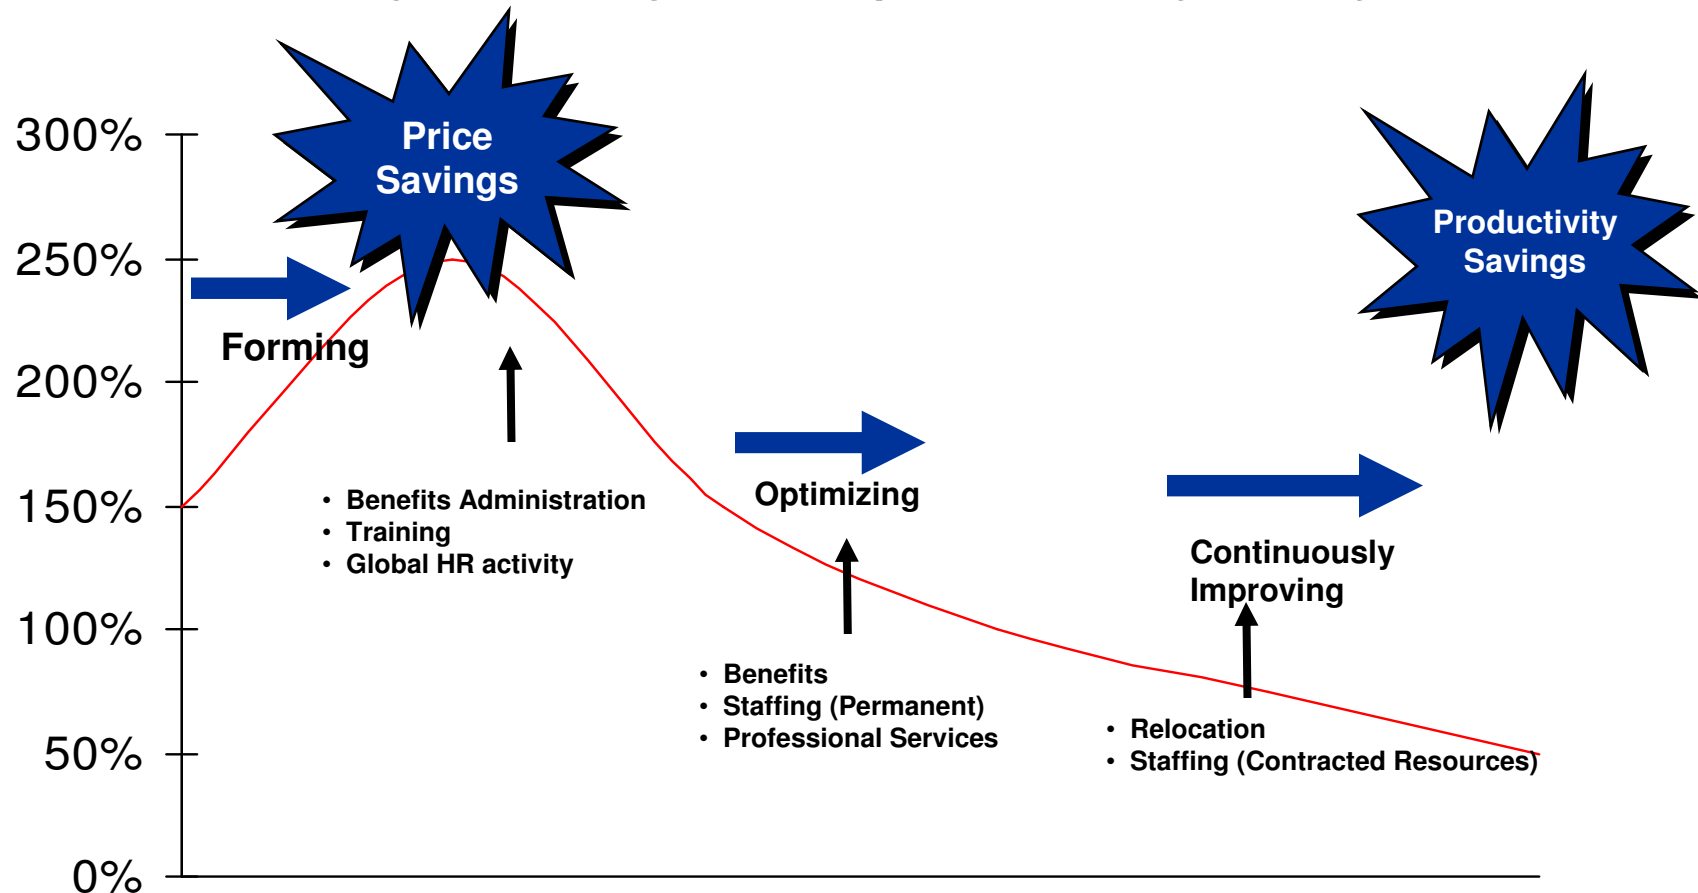 Price
Savings
Productivity
Savings
300%
250%
200%
150%
100%
50%
0%
Forming
• Benefits Administration
• Training
• Global HR activity
Optimizing
• Benefits
• Staffing (Permanent)
• Professional Services
Continuously
Improving
• Relocation
• Staffing (Contracted Resources)